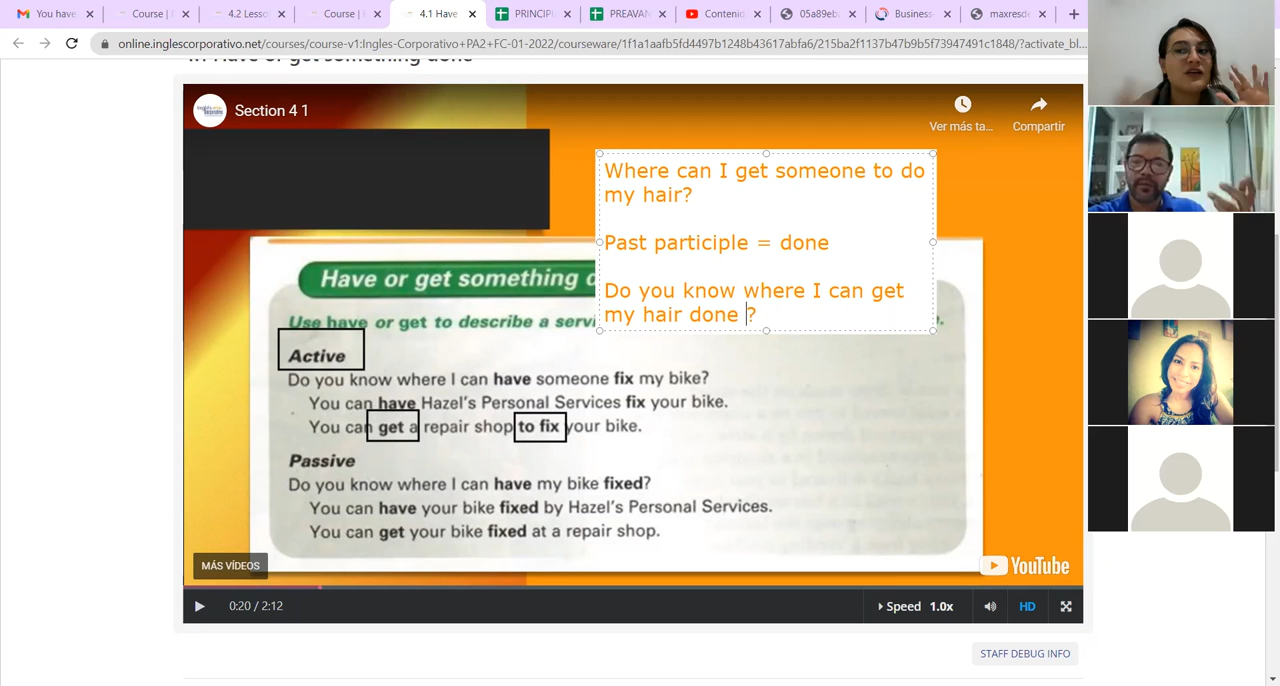 You have
Course |
4.2 Lesso
Course |
4.1 Have
PRINCIPI
PREAVAN
Conteni
05a89eb
Business-
maxresde
online.inglescorporativo.net/courses/course-v1:Ingles-Corporativo+PA2+FC-01-2022/courseware/1f1a1aafb5fd4497b1248b43617abfa6/215ba2f1137b47b9b5f73947491c1848/?activate_bl...
Have or get something done
Section 4 1
Ver más ta...
Compartir
Where can I get someone to do
my hair?
Past participle = done
Do you know where I can get
my hair done ?
Have or get something d
Use have or get to describe a servi
Active
Do you know where I can have someone fix my bike?
You can have Hazel's Personal Services fix your bike.
You can get a repair shop to fix your bike.
Passive
Do you know where I can have my bike fixed?
You can have your bike fixed by Hazel's Personal Services.
You can get your bike fixed at a repair shop.
MÁS VÍDEOS
YouTube
0:20 / 2:12
Speed 1.0x
HD
STAFF DEBUG INFO